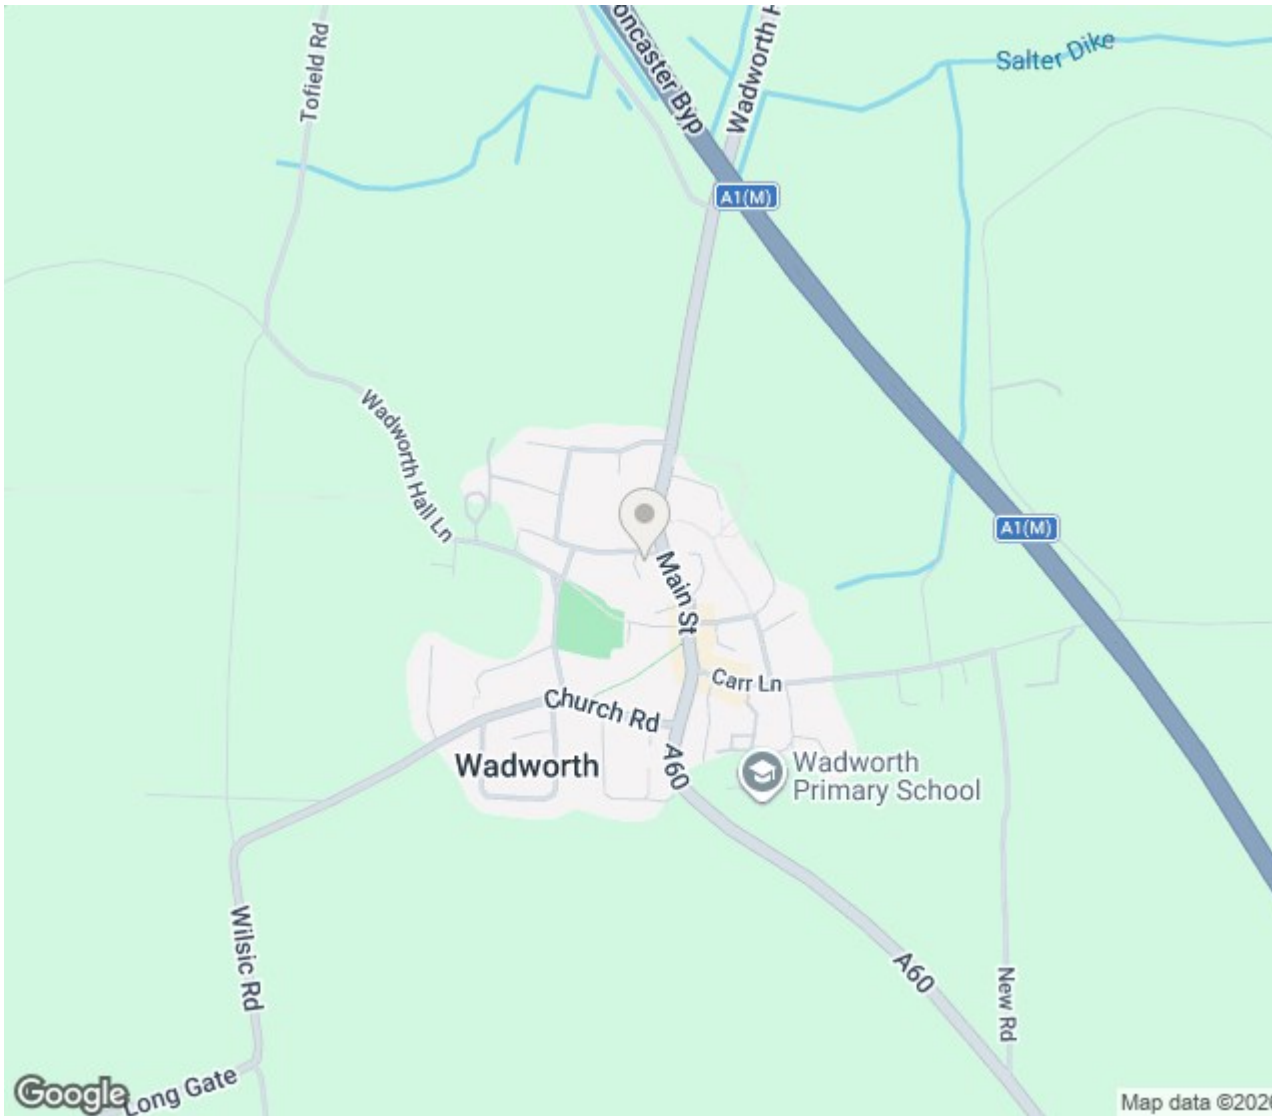 oncaster Byp
Wadworth H
Salter Dike
Tofield Rd
A1(M)
Wadworth Hall Ln
A1(M)
Main St
Carr Ln
Church Rd
A60
Wadworth
Wadworth
Primary School
Wilsic Rd
A60
New Rd
Long Gate
Google
Map data ©2026